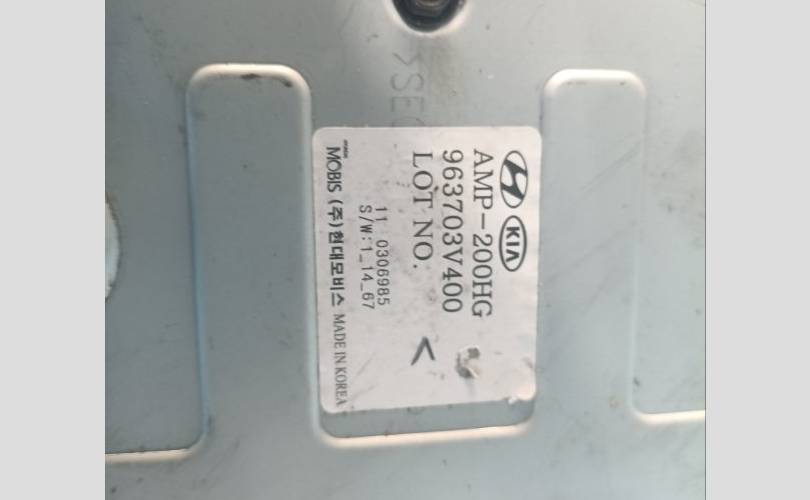 >SEC
KIA
AMP-200HG
963703V400
LOT NO.
<
11 0306985
S/W:1_14_67
MOBIS (주)현대모비스 MADE IN KOREA